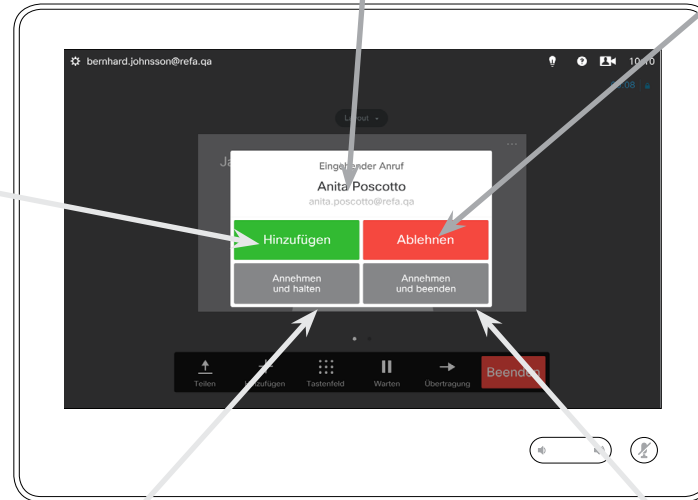 bernhard.johnsson@refa.qa
Layout
Eingehender Anruf
Anita Poscotto
anita.poscotto@refa.qa
Hinzufügen
Ablehnen
Annehmen
und halten
Annehmen
und beenden
Teilen
Hinzufügen
Tastenfeld
Warten
Übertragung
Beenden